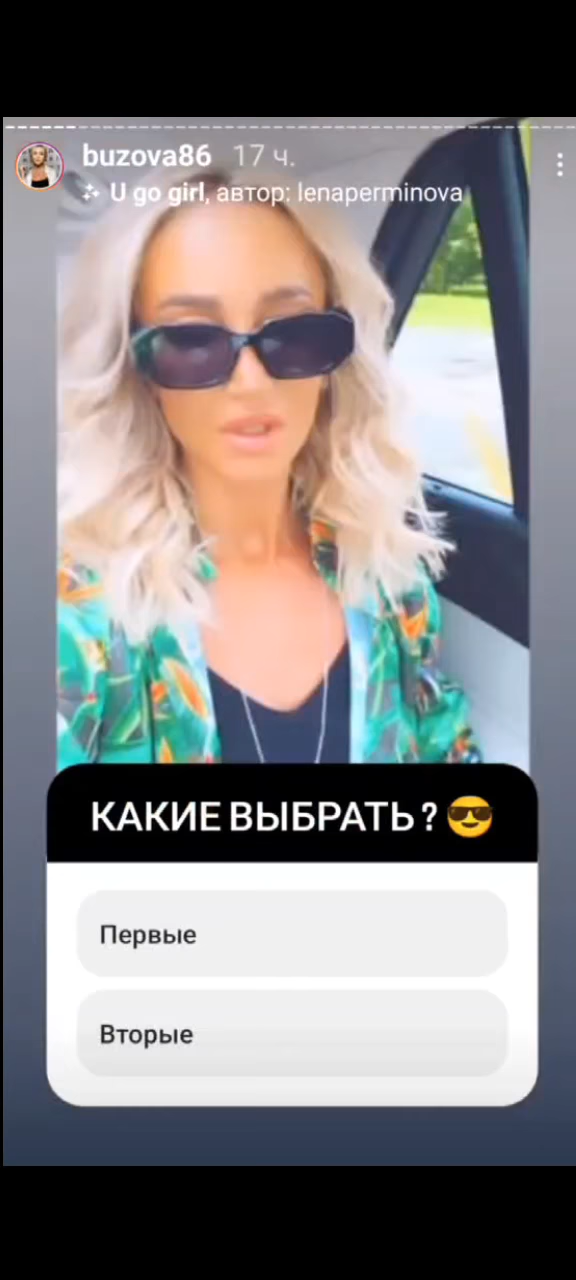 buzova86 17 ч.
U go girl, автор: lenaperminova
КАКИЕ ВЫБРАТЬ? 😎
Первые
Вторые